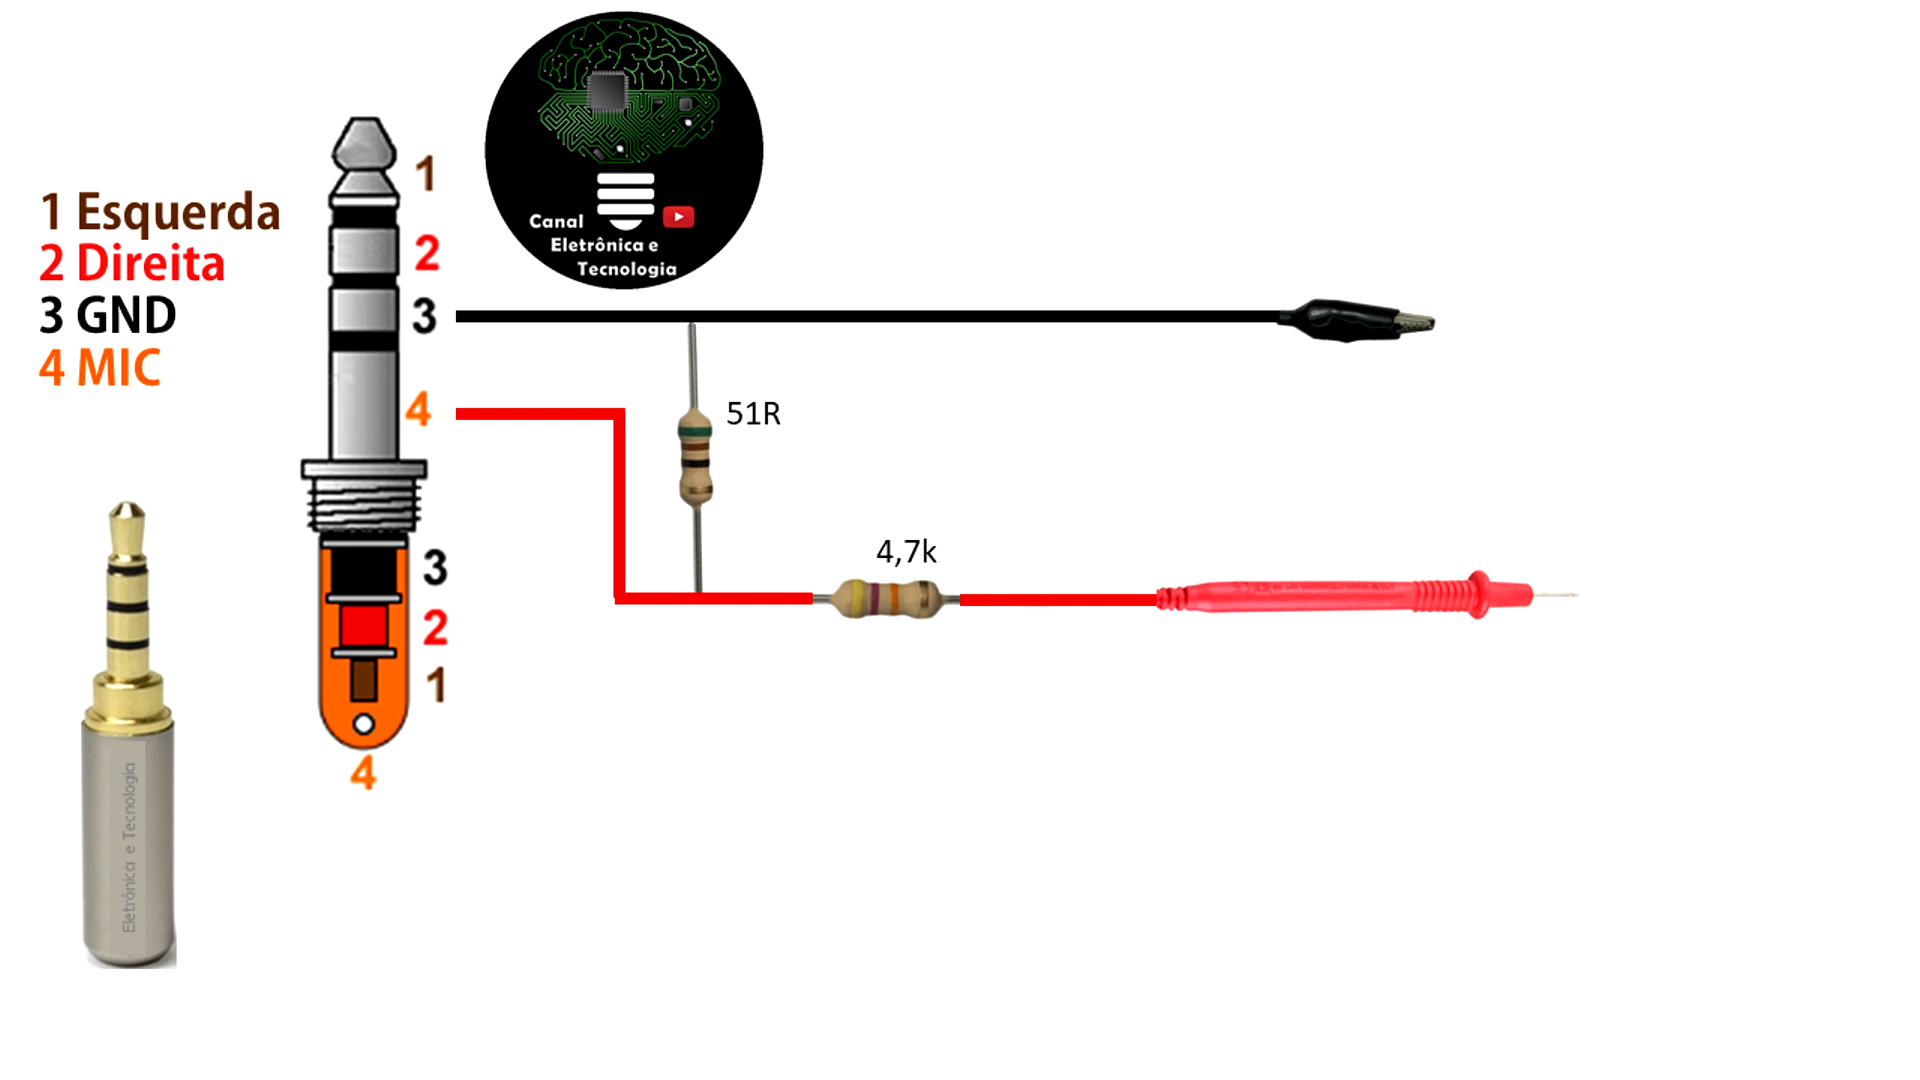 Canal
Eletrônica e
Tecnologia
1 Esquerda
2 Direita
3 GND
4 MIC
1
2
3
4
51R
4,7k
3
2
1
4
Eletrônica e Tecnologia